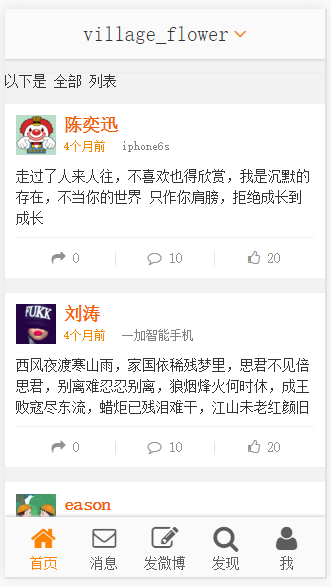 village_flower
以下是 全部 列表
陈奕迅
4个月前 iphone6s
走过了人来人往，不喜欢也得欣赏，我是沉默的
存在，不当你的世界 只作你肩膀，拒绝成长到
成长
0 10 20
FUKK
刘涛
4个月前 一加智能手机
西风夜渡寒山雨，家国依稀残梦里，思君不见倍
思君，别离难忍忍别离，狼烟烽火何时休，成王
败寇尽东流，蜡炬已残泪难干，江山未老红颜旧
0 10 20
eason
首页 消息 发微博 发现 我